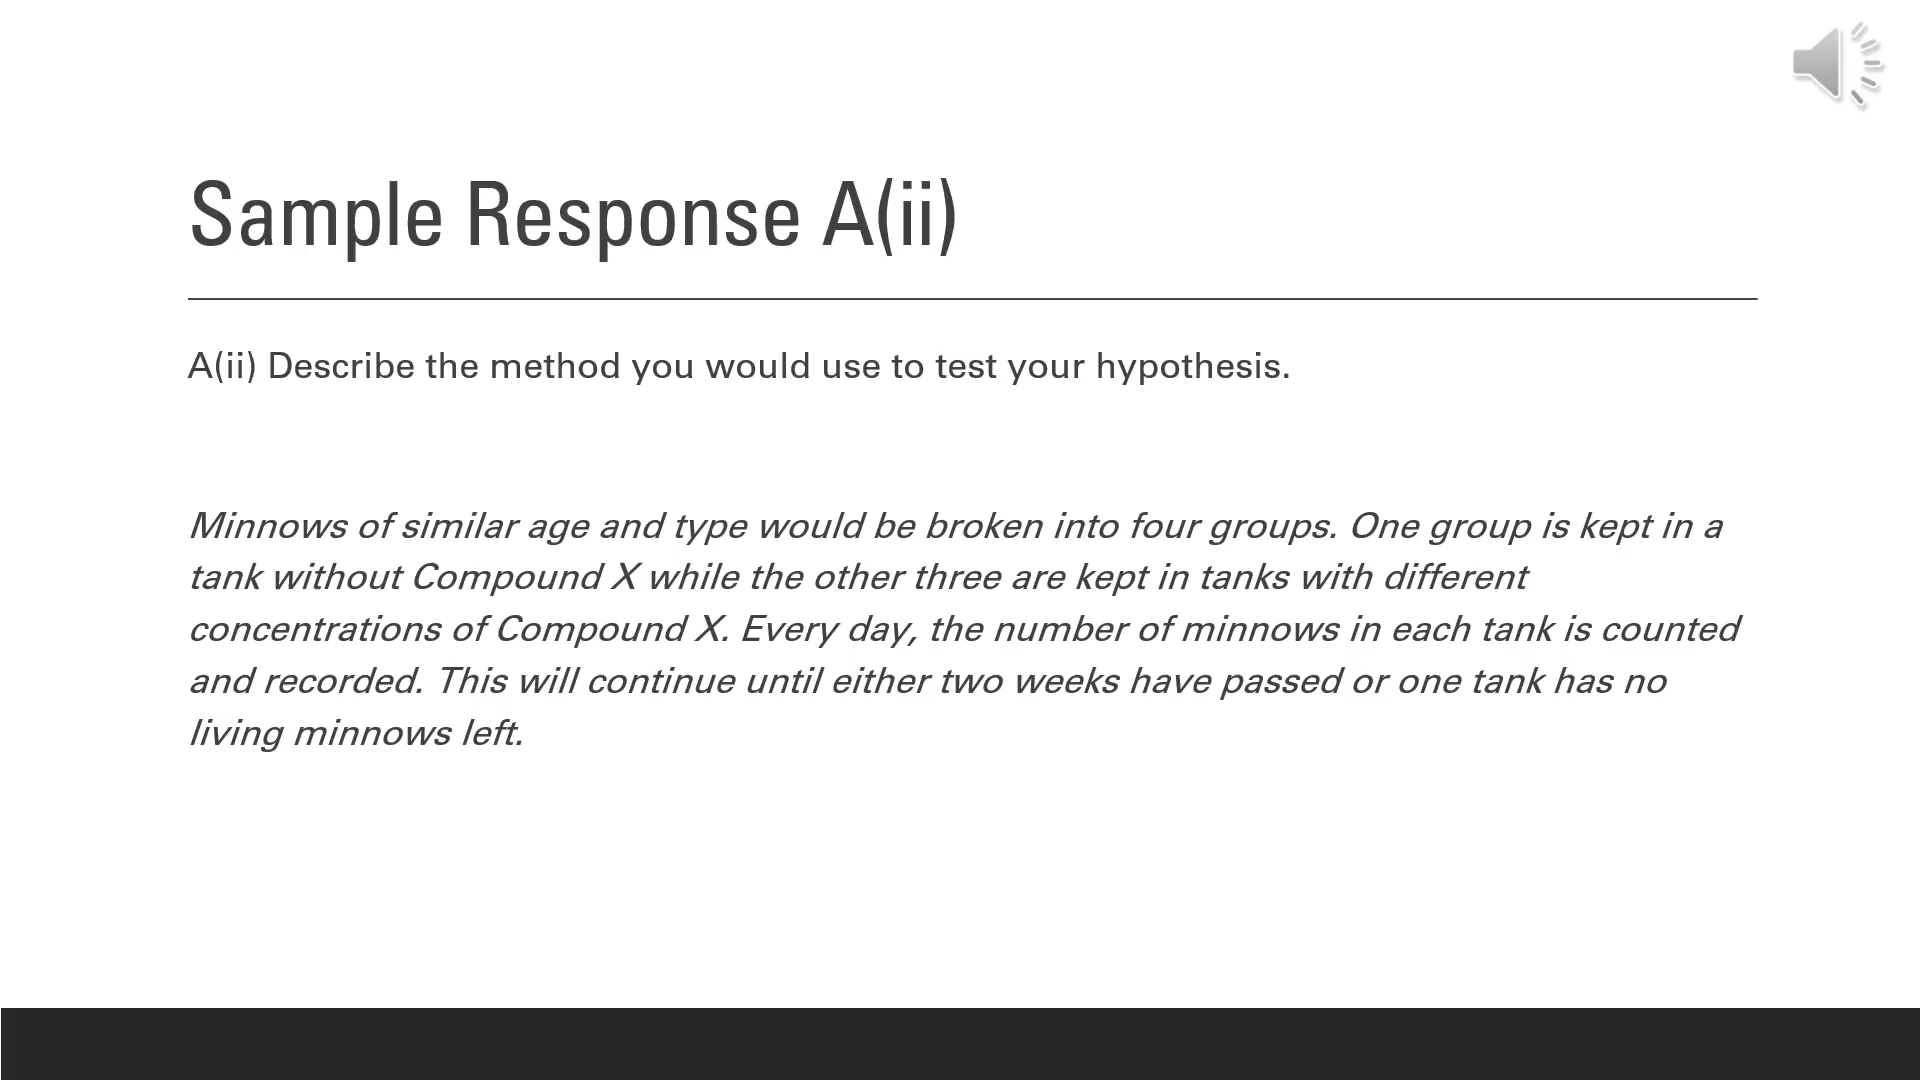 Sample Response A(ii)
A(ii) Describe the method you would use to test your hypothesis.
Minnows of similar age and type would be broken into four groups. One group is kept in a
tank without Compound X while the other three are kept in tanks with different
concentrations of Compound X. Every day, the number of minnows in each tank is counted
and recorded. This will continue until either two weeks have passed or one tank has no
living minnows left.